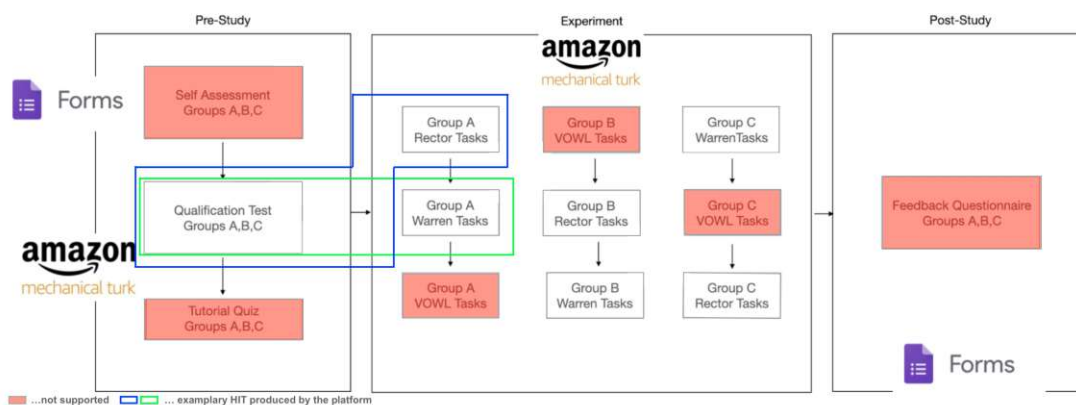 Pre-Study
Experiment
Post-Study
Forms
Self Assessment
Groups A,B,C
Qualification Test
Groups A,B,C
amazon
mechanical turk
Tutorial Quiz
Groups A,B,C
amazon
mechanical turk
Group A
Rector Tasks
Group B
VOWL Tasks
Group C
WarrenTasks
Group A
Warren Tasks
Group B
Rector Tasks
Group C
VOWL Tasks
Group A
VOWL Tasks
Group B
Warren Tasks
Group C
Rector Tasks
Feedback Questionnaire
Groups A,B,C
Forms
...not supported
... examplary HIT produced by the platform